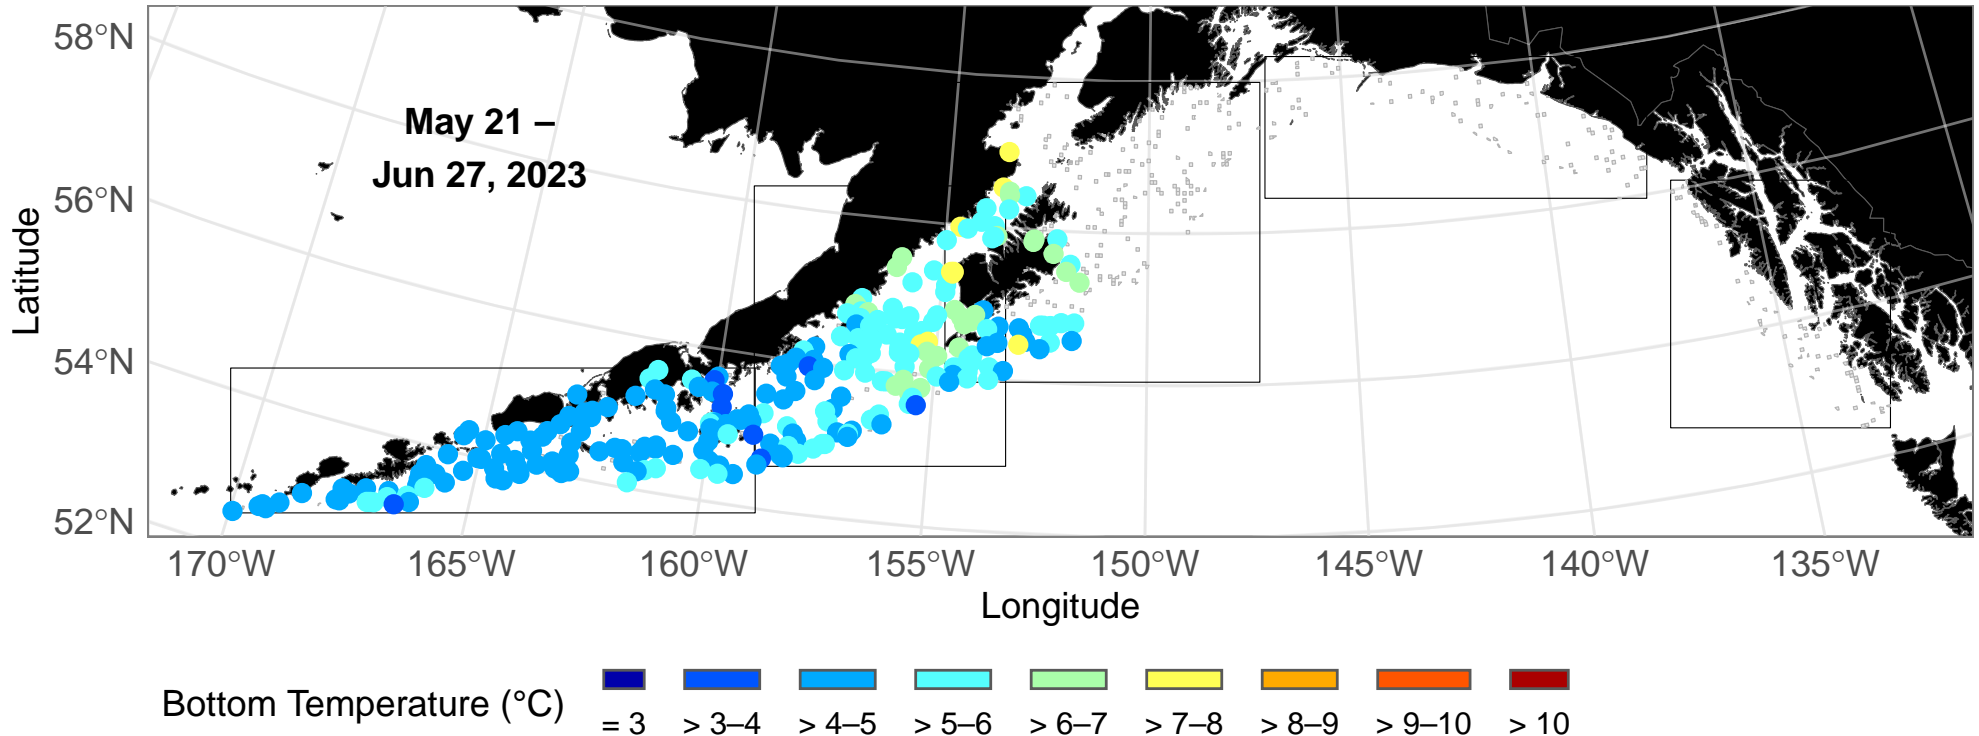 58°N
56°N
54°N
52°N
Latitude
May 21 –
Jun 27, 2023
170°W 165°W 160°W 155°W 150°W 145°W 140°W 135°W
Longitude
Bottom Temperature (°C)
= 3 > 3–4 > 4–5 > 5–6 > 6–7 > 7–8 > 8–9 > 9–10 > 10